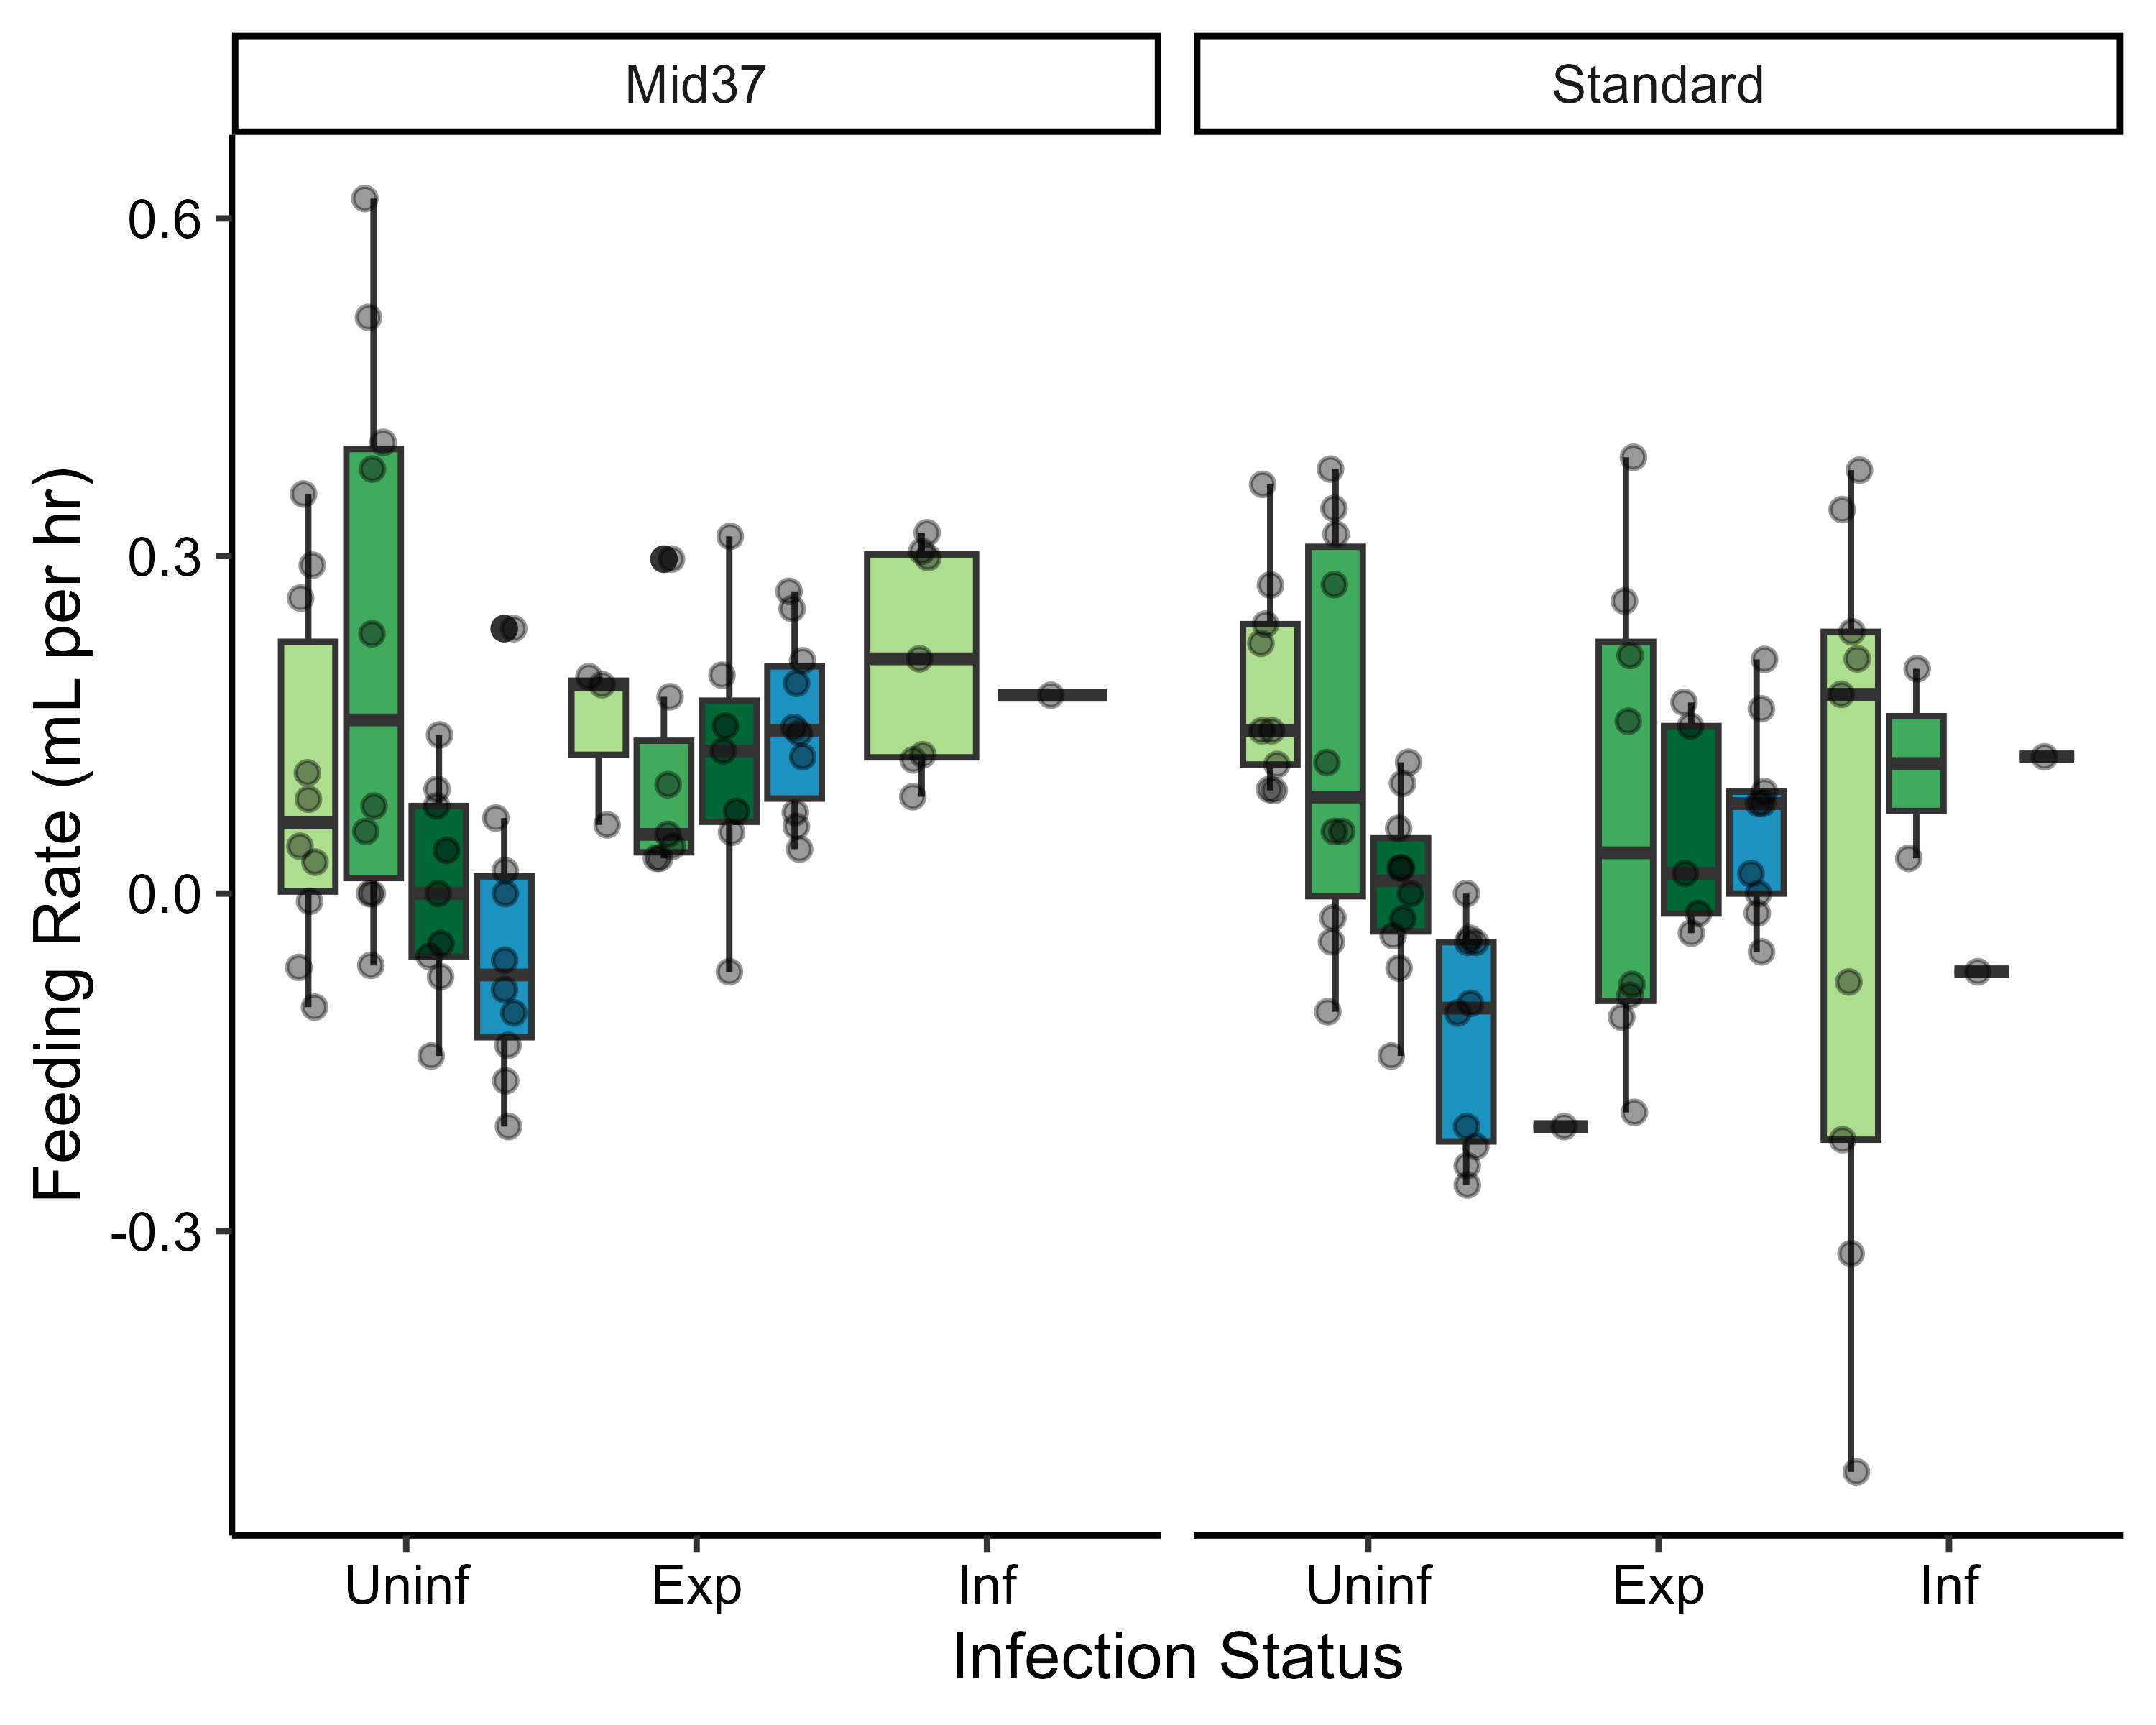 Mid37
Standard
Feeding Rate (mL per hr)
0.6
0.3
0.0
-0.3
Uninf
Exp
Inf
Uninf
Exp
Inf
Infection Status